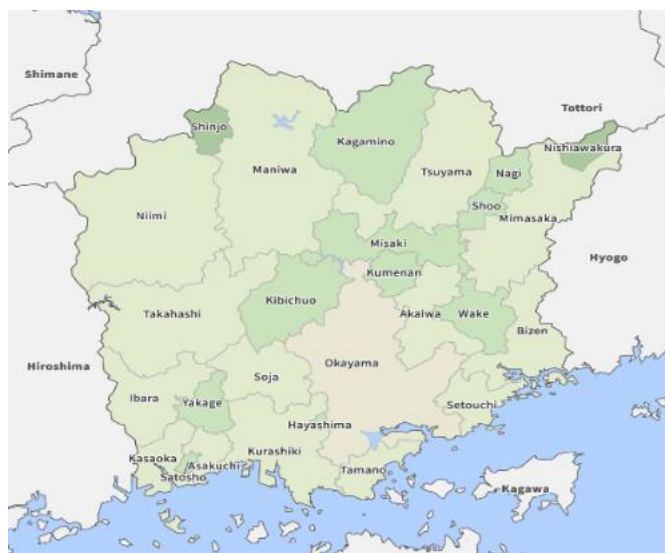 Shimane
Tottori
Shinjo
Kagamino
Nishiawakura
Maniwa
Tsuyama
Nagi
Shoo
Niimi
Mimasaka
Misaki
Hyogo
Kumenan
Kibichuo
Takahashi
Akaiwa
Wake
Bizen
Okayama
Hiroshima
Soja
Ibara
Yakage
Setouchi
Hayashima
Kurashiki
Kasaoka
Asakuchi
Satosho
Tamano
Kagawa